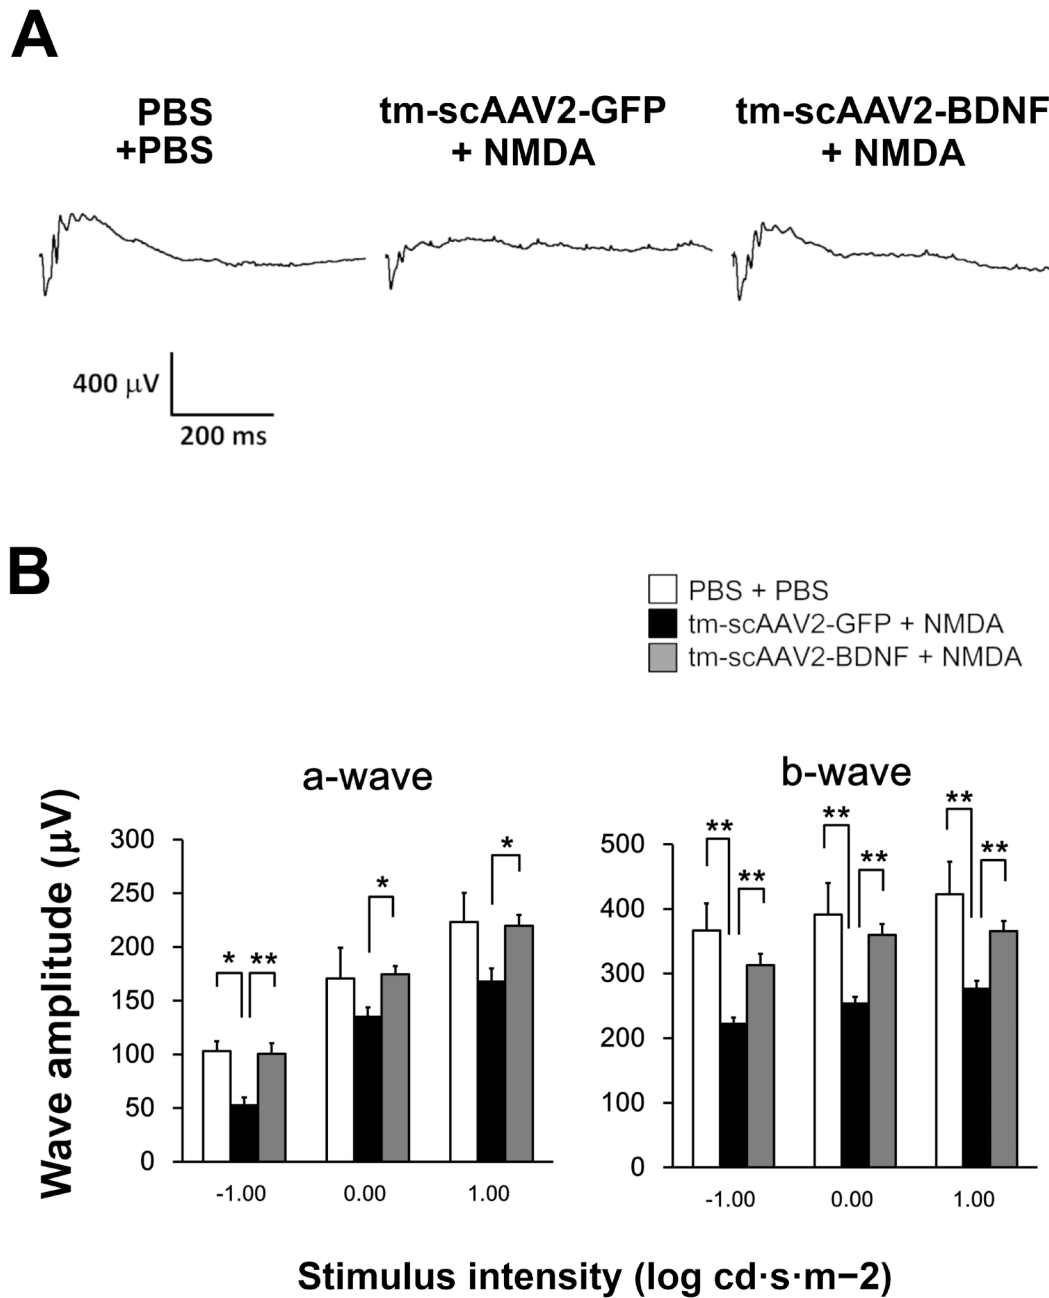 A
PBS
+PBS
tm-scAAV2-GFP
+ NMDA
tm-scAAV2-BDNF
+ NMDA
400 µV
200 ms
B
PBS + PBS
tm-scAAV2-GFP + NMDA
tm-scAAV2-BDNF + NMDA
Wave amplitude (µV)
a-wave
300
250
200
150
100
50
0
* ** * *
-1.00 0.00 1.00
b-wave
500
400
300
200
100
0
** ** ** ** ** **
-1.00 0.00 1.00
Stimulus intensity (log cd·s·m−2)